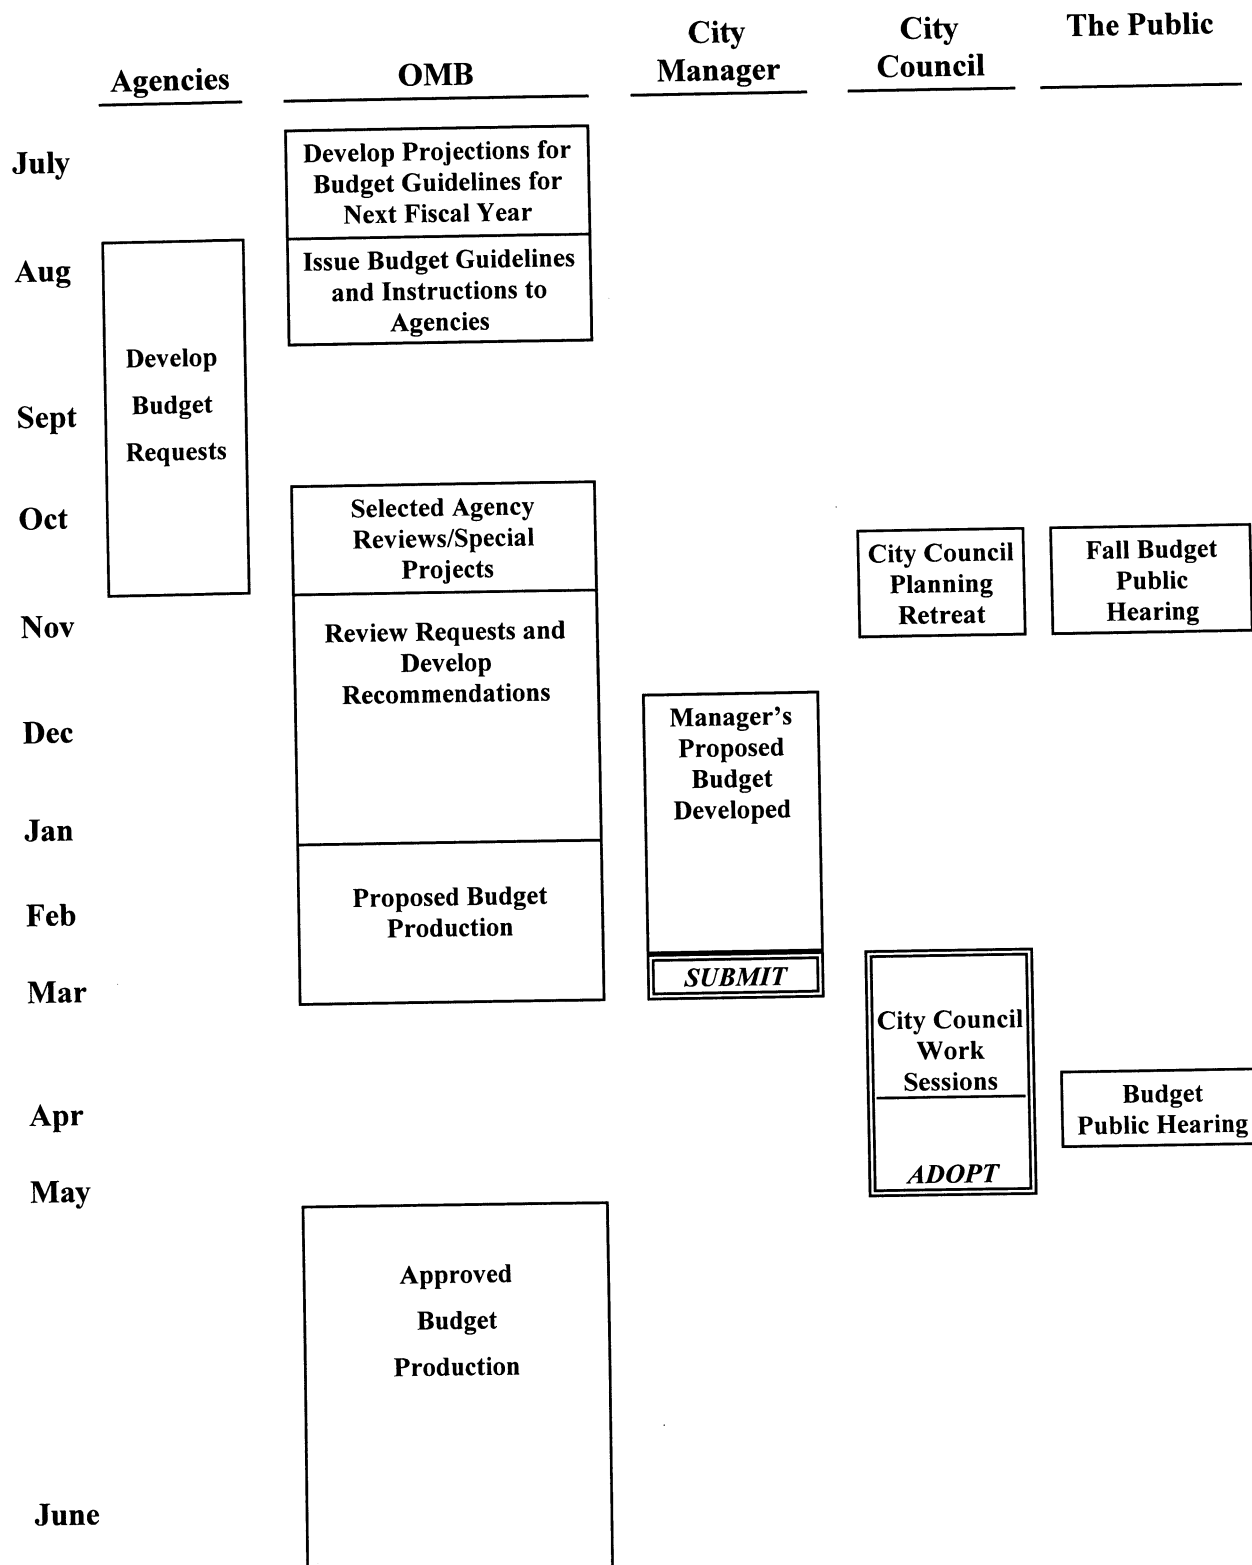 Agencies
OMB
City
Manager
City
Council
The Public
July
Develop Projections for
Budget Guidelines for
Next Fiscal Year
Aug
Issue Budget Guidelines
and Instructions to
Agencies
Develop
Budget
Requests
Sept
Oct
Selected Agency
Reviews/Special
Projects
City Council
Planning
Retreat
Fall Budget
Public
Hearing
Nov
Review Requests and
Develop
Recommendations
Dec
Manager's
Proposed
Budget
Developed
Jan
Feb
Proposed Budget
Production
Mar
SUBMIT
City Council
Work
Sessions
Apr
Budget
Public Hearing
May
ADOPT
Approved
Budget
Production
June